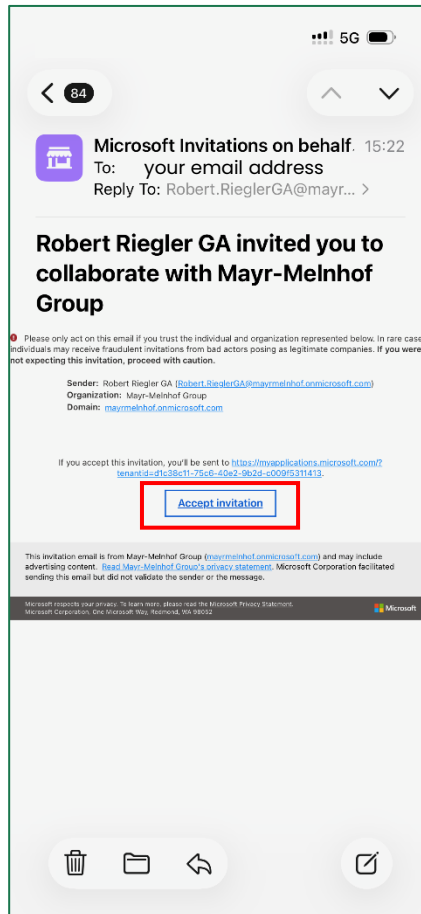 5G
84
Microsoft Invitations on behalf. 15:22
To: your email address
Reply To: Robert.RieglerGA@mayr... >
Robert Riegler GA invited you to
collaborate with Mayr-Melnhof
Group
Please only act on this email if you trust the individual and organization represented below. In rare case
individuals may receive fraudulent invitations from bad actors posing as legitimate companies. If you were
not expecting this invitation, proceed with caution.
Sender: Robert Riegler GA (Robert.RieglerGA@mayrmelnhof.onmicrosoft.com)
Organization: Mayr-Melnhof Group
Domain: mayrmelnhof.onmicrosoft.com
If you accept this invitation, you'll be sent to https://myapplications.microsoft.com/?
tenantid=d1c38c11-75c6-40e2-9b2d-c009f5311413.
Accept invitation
This invitation email is from Mayr-Melnhof Group (mayrmelnhof.onmicrosoft.com) and may include
advertising content. Read Mayr-Melnhof Group's privacy statement. Microsoft Corporation facilitated
sending this email but did not validate the sender or the message.
Microsoft respects your privacy. To learn more, please read the Microsoft Privacy Statement.
Microsoft Corporation, One Microsoft Way, Redmond, WA 98052
Microsoft